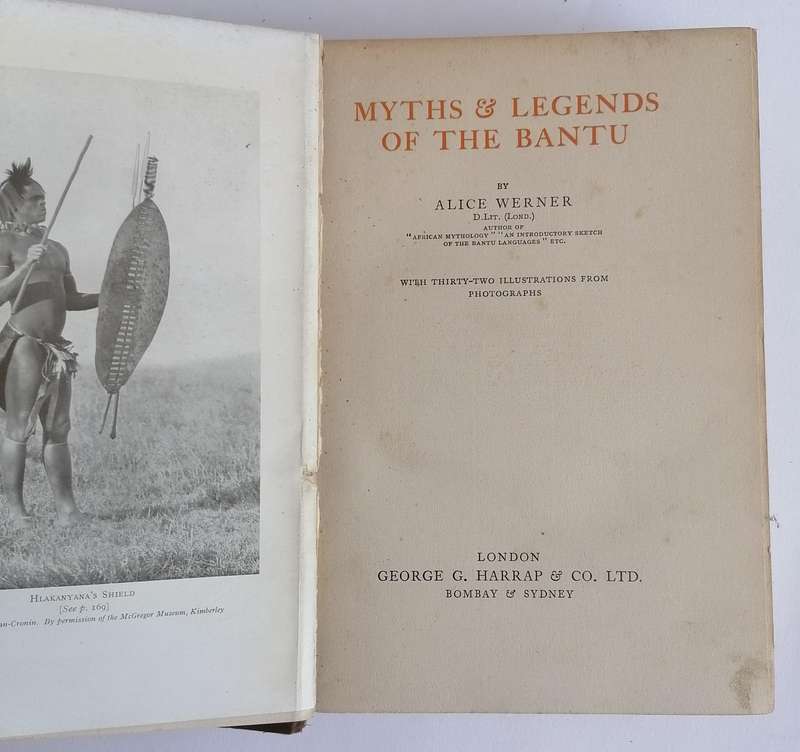 HLAKANYANA'S SHIELD
[See p. 169]
an-Cronin. By permission of the McGregor Museum, Kimberley
MYTHS & LEGENDS
OF THE BANTU
BY
ALICE WERNER
D.LIT. (LOND.)
AUTHOR OF
"AFRICAN MYTHOLOGY" "AN INTRODUCTORY SKETCH
OF THE BANTU LANGUAGES" ETC.
WITH THIRTY-TWO ILLUSTRATIONS FROM
PHOTOGRAPHS
LONDON
GEORGE G. HARRAP & CO. LTD.
BOMBAY & SYDNEY